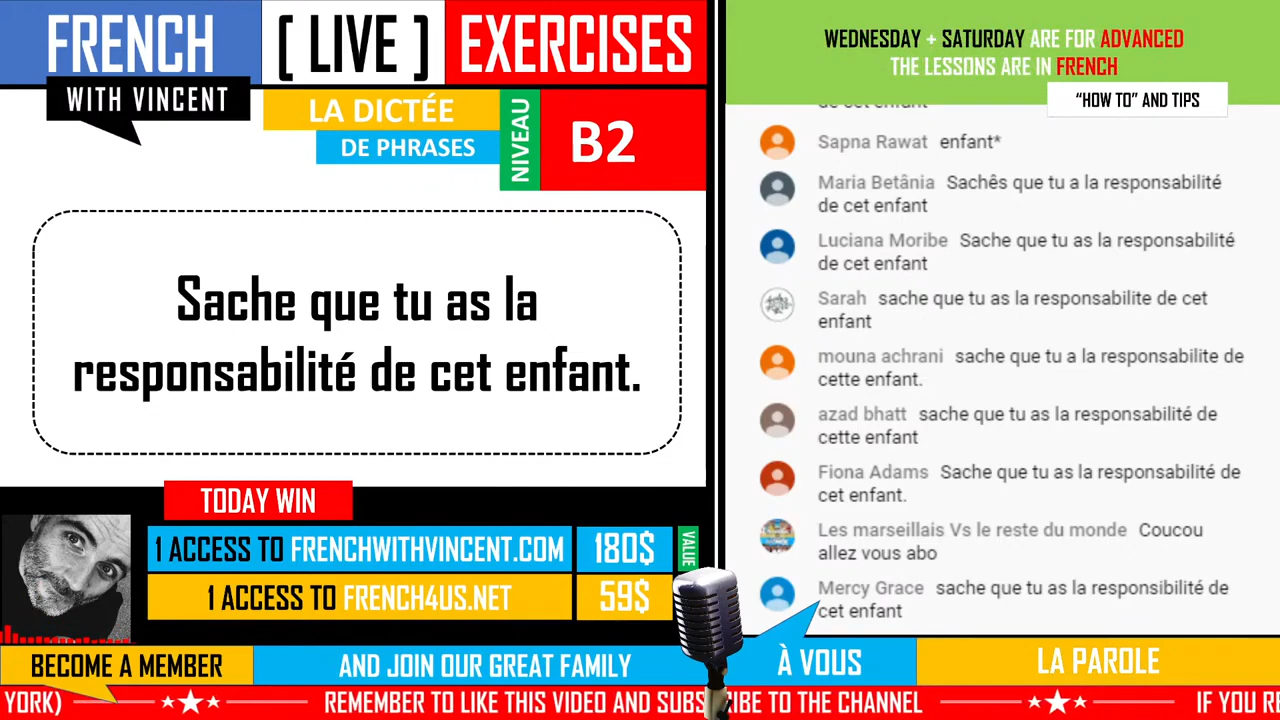 FRENCH
WITH VINCENT
[ LIVE ]
EXERCISES
LA DICTÉE
DE PHRASES
NIVEAU
B2
Sache que tu as la
responsabilité de cet enfant.
TODAY WIN
1 ACCESS TO FRENCHWITHVINCENT.COM
180$
VALUE
1 ACCESS TO FRENCH4US.NET
59$
WEDNESDAY + SATURDAY ARE FOR ADVANCED
THE LESSONS ARE IN FRENCH
“HOW TO” AND TIPS
de cet enfant
Sapna Rawat enfant*
Maria Betânia Sachês que tu a la responsabilité
de cet enfant
Luciana Moribe Sache que tu as la responsabilité
de cet enfant
Sarah sache que tu as la responsabilite de cet
enfant
mouna achrani sache que tu a la responsabilite de
cette enfant.
azad bhatt sache que tu as la responsabilité de
cette enfant
Fiona Adams Sache que tu as la responsabilité de
cet enfant.
Les marseillais Vs le reste du monde Coucou
allez vous abo
Mercy Grace sache que tu as la responsibilité de
cet enfant
BECOME A MEMBER
AND JOIN OUR GREAT FAMILY
À VOUS
LA PAROLE
YORK) REMEMBER TO LIKE THIS VIDEO AND SUBSCRIBE TO THE CHANNEL IF YOU